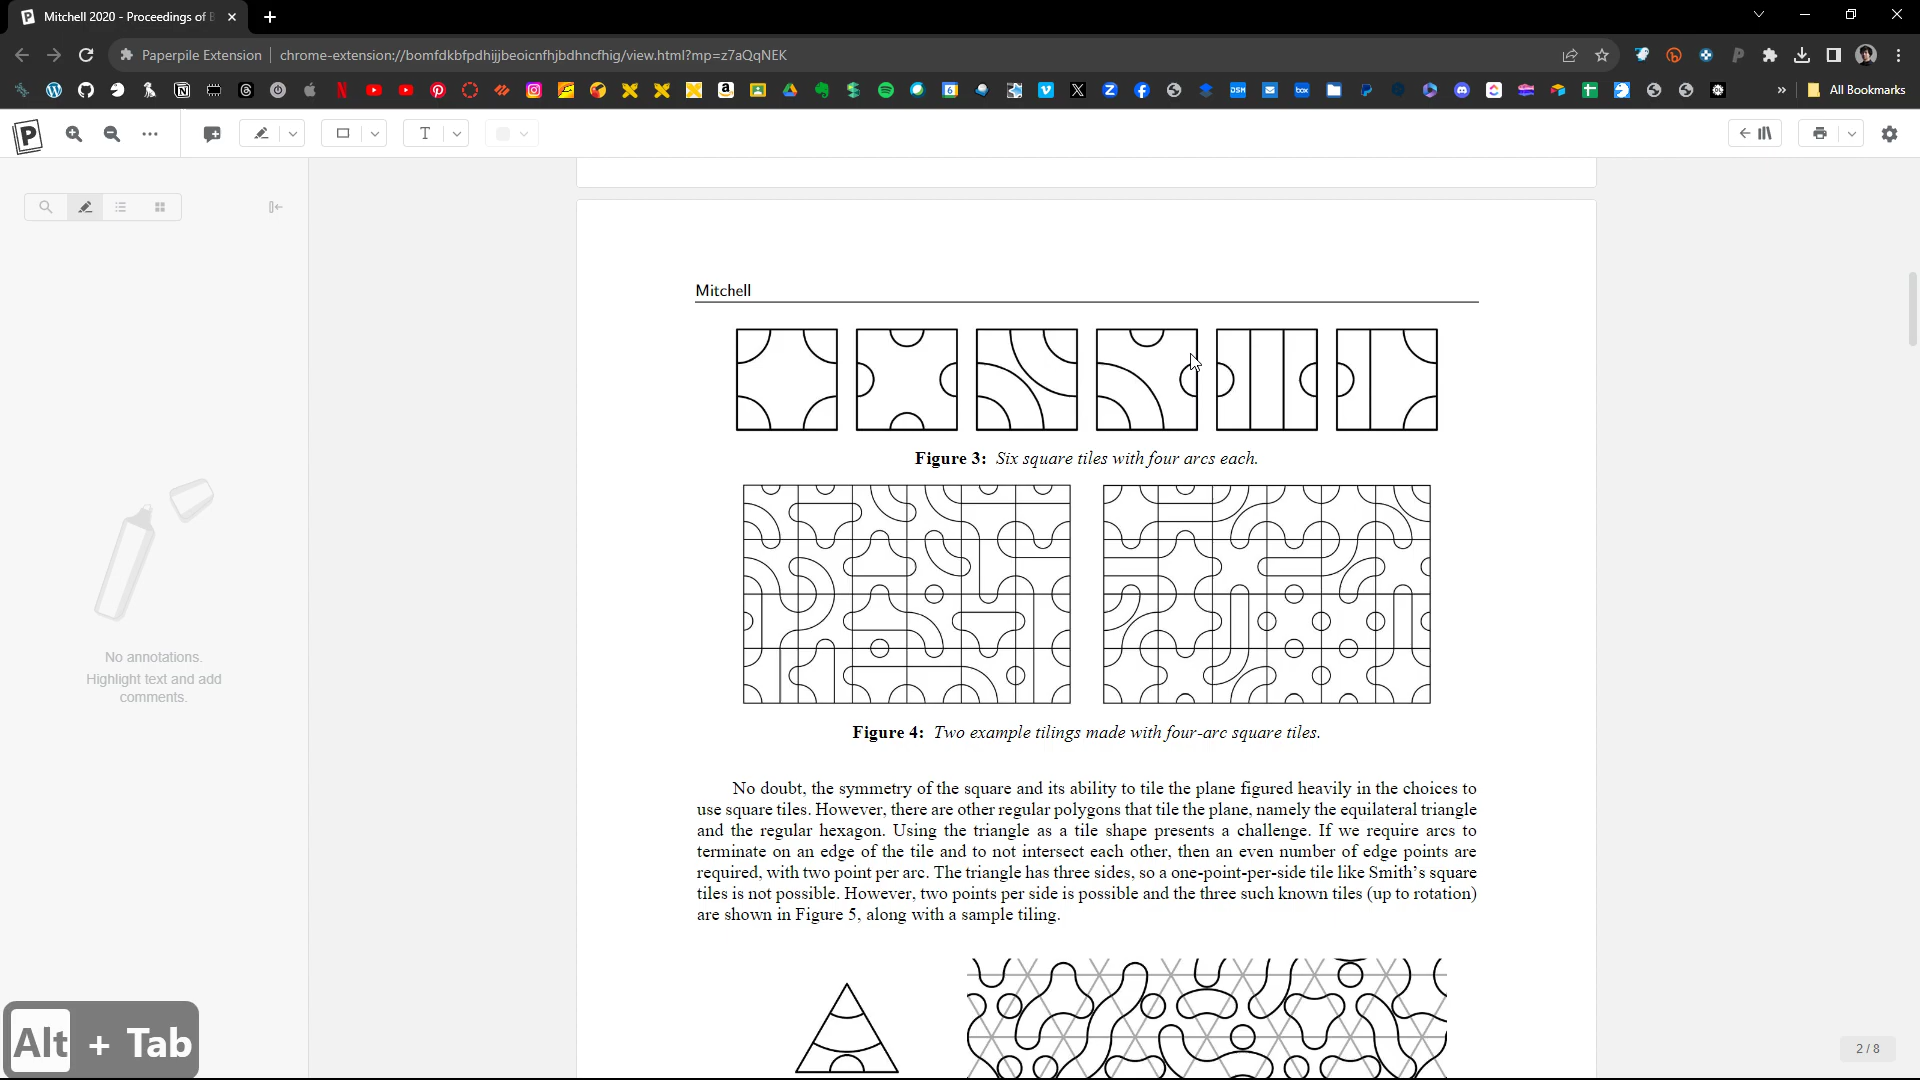 Mitchell 2020 - Proceedings of B
Paperpile Extension
chrome-extension://bomfdkbfpdhijjbeoicnfhjbdhncfhig/view.html?mp=z7aQqNEK
All Bookmarks
T
Mitchell
Figure 3: Six square tiles with four arcs each.
Figure 4: Two example tilings made with four-arc square tiles.
No doubt, the symmetry of the square and its ability to tile the plane figured heavily in the choices to
use square tiles. However, there are other regular polygons that tile the plane, namely the equilateral triangle
and the regular hexagon. Using the triangle as a tile shape presents a challenge. If we require arcs to
terminate on an edge of the tile and to not intersect each other, then an even number of edge points are
required, with two point per arc. The triangle has three sides, so a one-point-per-side tile like Smith’s square
tiles is not possible. However, two points per side is possible and the three such known tiles (up to rotation)
are shown in Figure 5, along with a sample tiling.
No annotations.
Highlight text and add
comments.
Alt + Tab
2 / 8